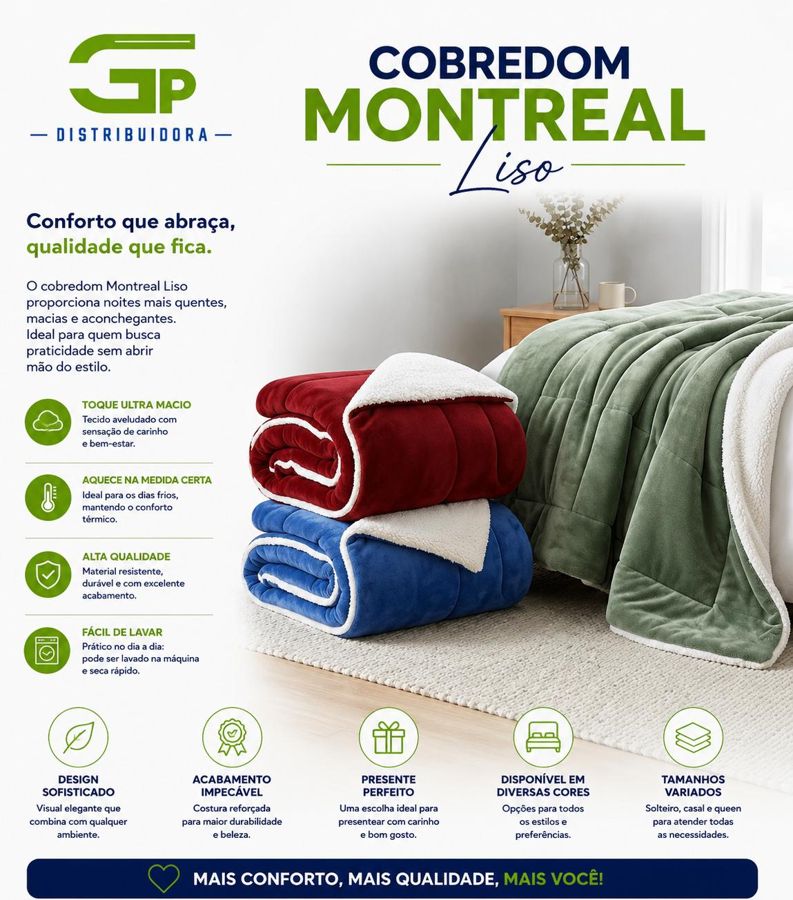 GP
DISTRIBUIDORA
COBREDOM
MONTREAL
Liso
Conforto que abraça,
qualidade que fica.
O cobredom Montreal Liso
proporciona noites mais quentes,
macias e aconchegantes.
Ideal para quem busca
praticidade sem abrir
mão do estilo.
TOQUE ULTRA MACIO
Tecido aveludado com
sensação de carinho
e bem-estar.
AQUECE NA MEDIDA CERTA
Ideal para os dias frios,
mantendo o conforto
térmico.
ALTA QUALIDADE
Material resistente,
durável e com excelente
acabamento.
FÁCIL DE LAVAR
Prático no dia a dia:
pode ser lavado na máquina
e seca rápido.
DESIGN
SOFISTICADO
Visual elegante que
combina com qualquer
ambiente.
ACABAMENTO
IMPECÁVEL
Costura reforçada
para maior durabilidade
e beleza.
PRESENTE
PERFEITO
Uma escolha ideal para
presentear com carinho
e bom gosto.
DISPONÍVEL EM
DIVERSAS CORES
Opções para todos
os estilos e
preferências.
TAMANHOS
VARIADOS
Solteiro, casal e queen
para atender todas
as necessidades.
MAIS CONFORTO, MAIS QUALIDADE, MAIS VOCÊ!